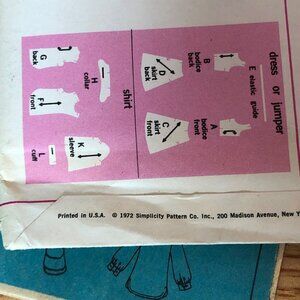 dress or jumper
E elastic guide
B
bodice
back
D
skirt
back
A
bodice
front
C
skirt
front
shirt
G
back
H
collar
F
front
K
sleeve
L
cuff
Printed in U.S.A. © 1972 Simplicity Pattern Co. Inc., 200 Madison Avenue, New